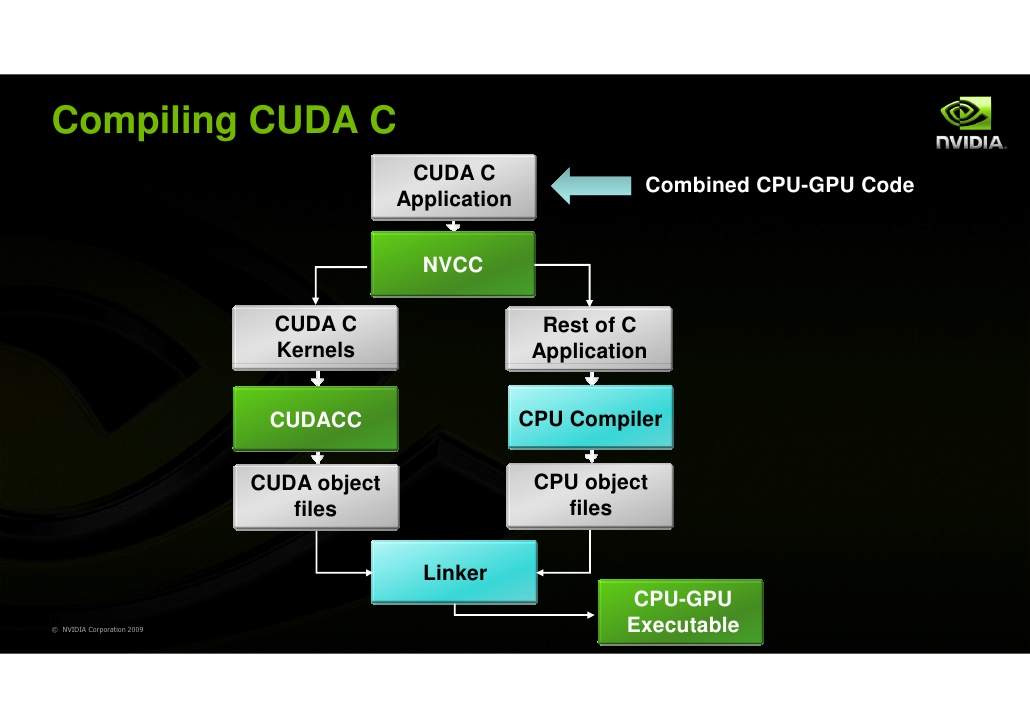 Compiling CUDA C
NVIDIA
CUDA C
Application
Combined CPU-GPU Code
NVCC
CUDA C
Kernels
Rest of C
Application
CUDACC
CPU Compiler
CUDA object
files
CPU object
files
Linker
CPU-GPU
Executable
© NVIDIA Corporation 2009